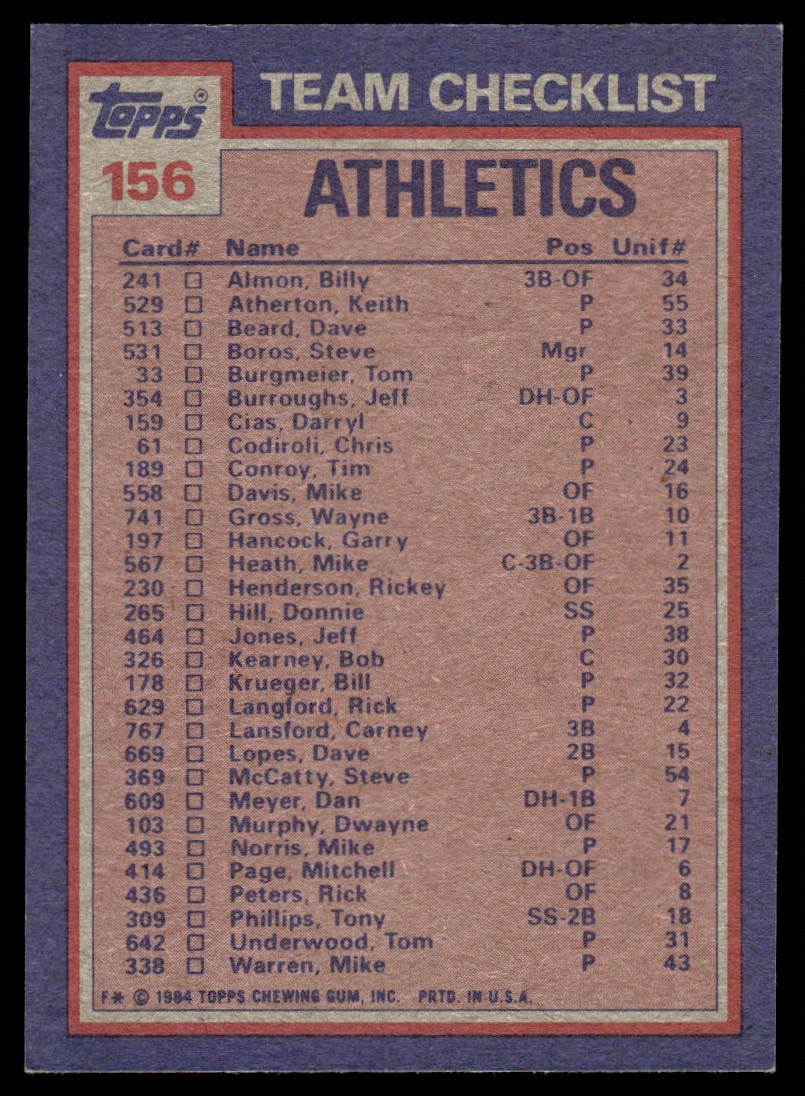 TEAM CHECKLIST
TOPPS ®
156
ATHLETICS
Card# Name Pos Unif#
241 □ Almon, Billy 3B-OF 34
529 □ Atherton, Keith P 55
513 □ Beard, Dave P 33
531 □ Boros, Steve Mgr 14
33 □ Burgmeier, Tom P 39
354 □ Burroughs, Jeff DH-OF 3
159 □ Cias, Darryl C 9
61 □ Codiroli, Chris P 23
189 □ Conroy, Tim P 24
558 □ Davis, Mike OF 16
741 □ Gross, Wayne 3B-1B 10
197 □ Hancock, Garry OF 11
567 □ Heath, Mike C-3B-OF 2
230 □ Henderson, Rickey OF 35
265 □ Hill, Donnie SS 25
464 □ Jones, Jeff P 38
326 □ Kearney, Bob C 30
178 □ Krueger, Bill P 32
629 □ Langford, Rick P 22
767 □ Lansford, Carney 3B 4
669 □ Lopes, Dave 2B 15
369 □ McCatty, Steve P 54
609 □ Meyer, Dan DH-1B 7
103 □ Murphy, Dwayne OF 21
493 □ Norris, Mike P 17
414 □ Page, Mitchell DH-OF 6
436 □ Peters, Rick OF 8
309 □ Phillips, Tony SS-2B 18
642 □ Underwood, Tom P 31
338 □ Warren, Mike P 43
F* © 1984 TOPPS CHEWING GUM, INC. PRTD. IN U.S.A.